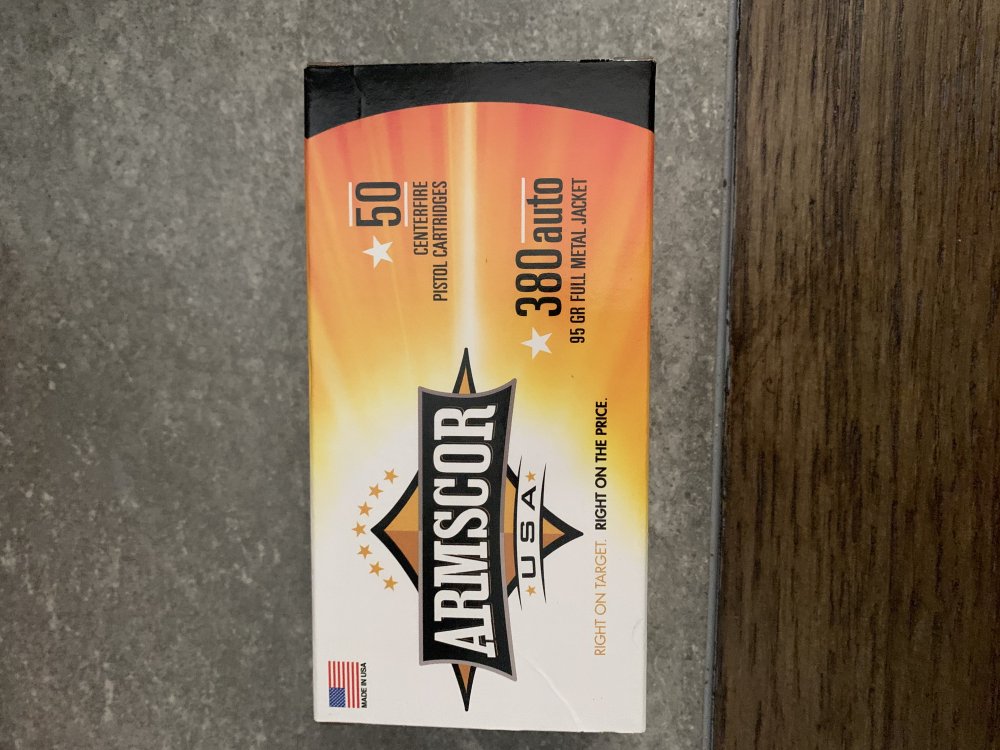 MADE IN USA
ARMSCOR
USA
RIGHT ON TARGET. RIGHT ON THE PRICE.
50
CENTERFIRE
PISTOL CARTRIDGES
380 auto
95 GR FULL METAL JACKET